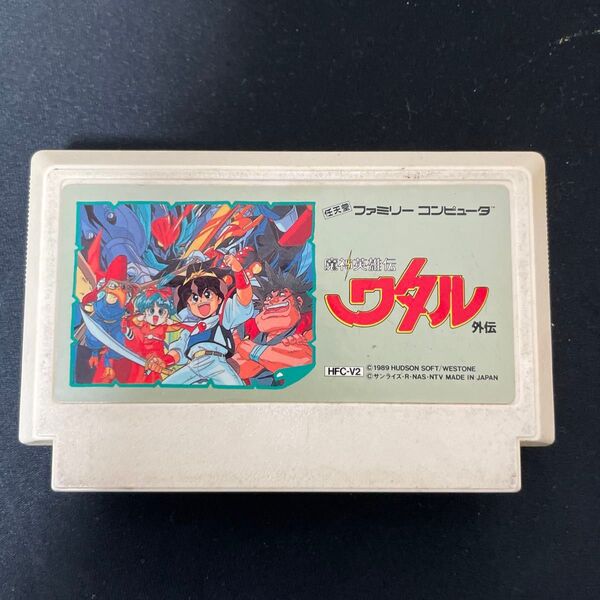 任天堂 ファミリー コンピュータ™
魔神英雄伝
ワタル
外伝
HFC-V2
©1989 HUDSON SOFT/WESTONE
©サンライズ・R・NAS・NTV MADE IN JAPAN